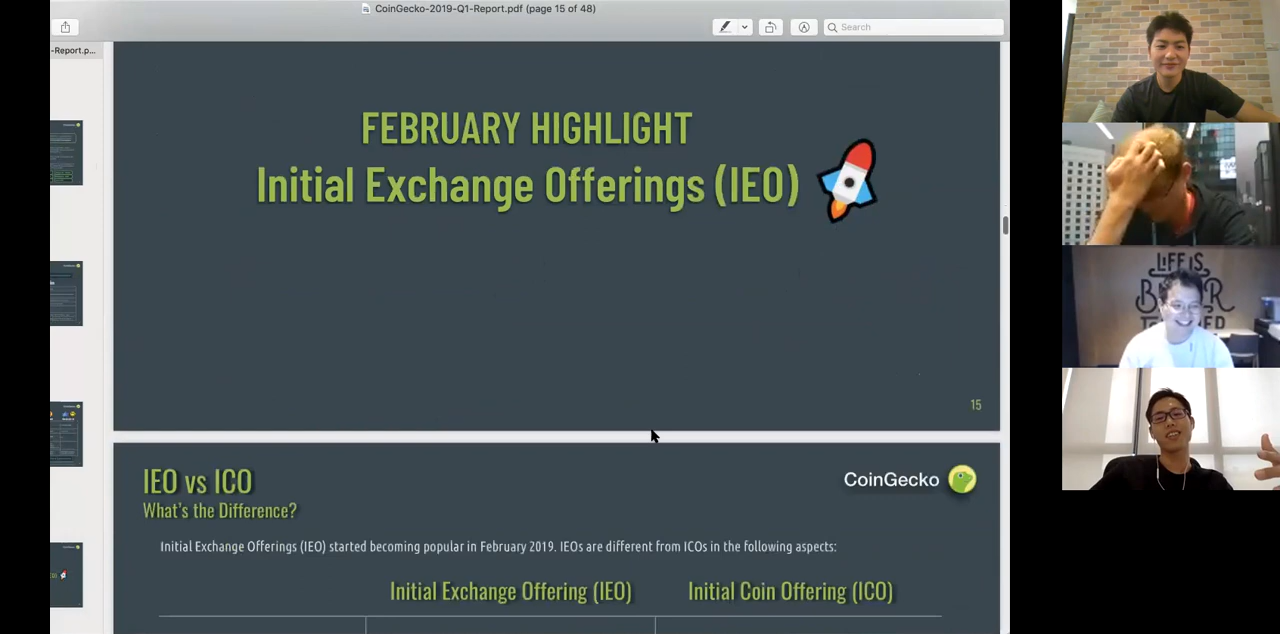 CoinGecko-2019-Q1-Report.pdf (page 15 of 48)
Search
-Report.p...
FEBRUARY HIGHLIGHT
Initial Exchange Offerings (IEO)
15
IEO vs ICO
What's the Difference?
CoinGecko
Initial Exchange Offerings (IEO) started becoming popular in February 2019. IEOs are different from ICOs in the following aspects:
Initial Exchange Offering (IEO)
Initial Coin Offering (ICO)
LIFE IS